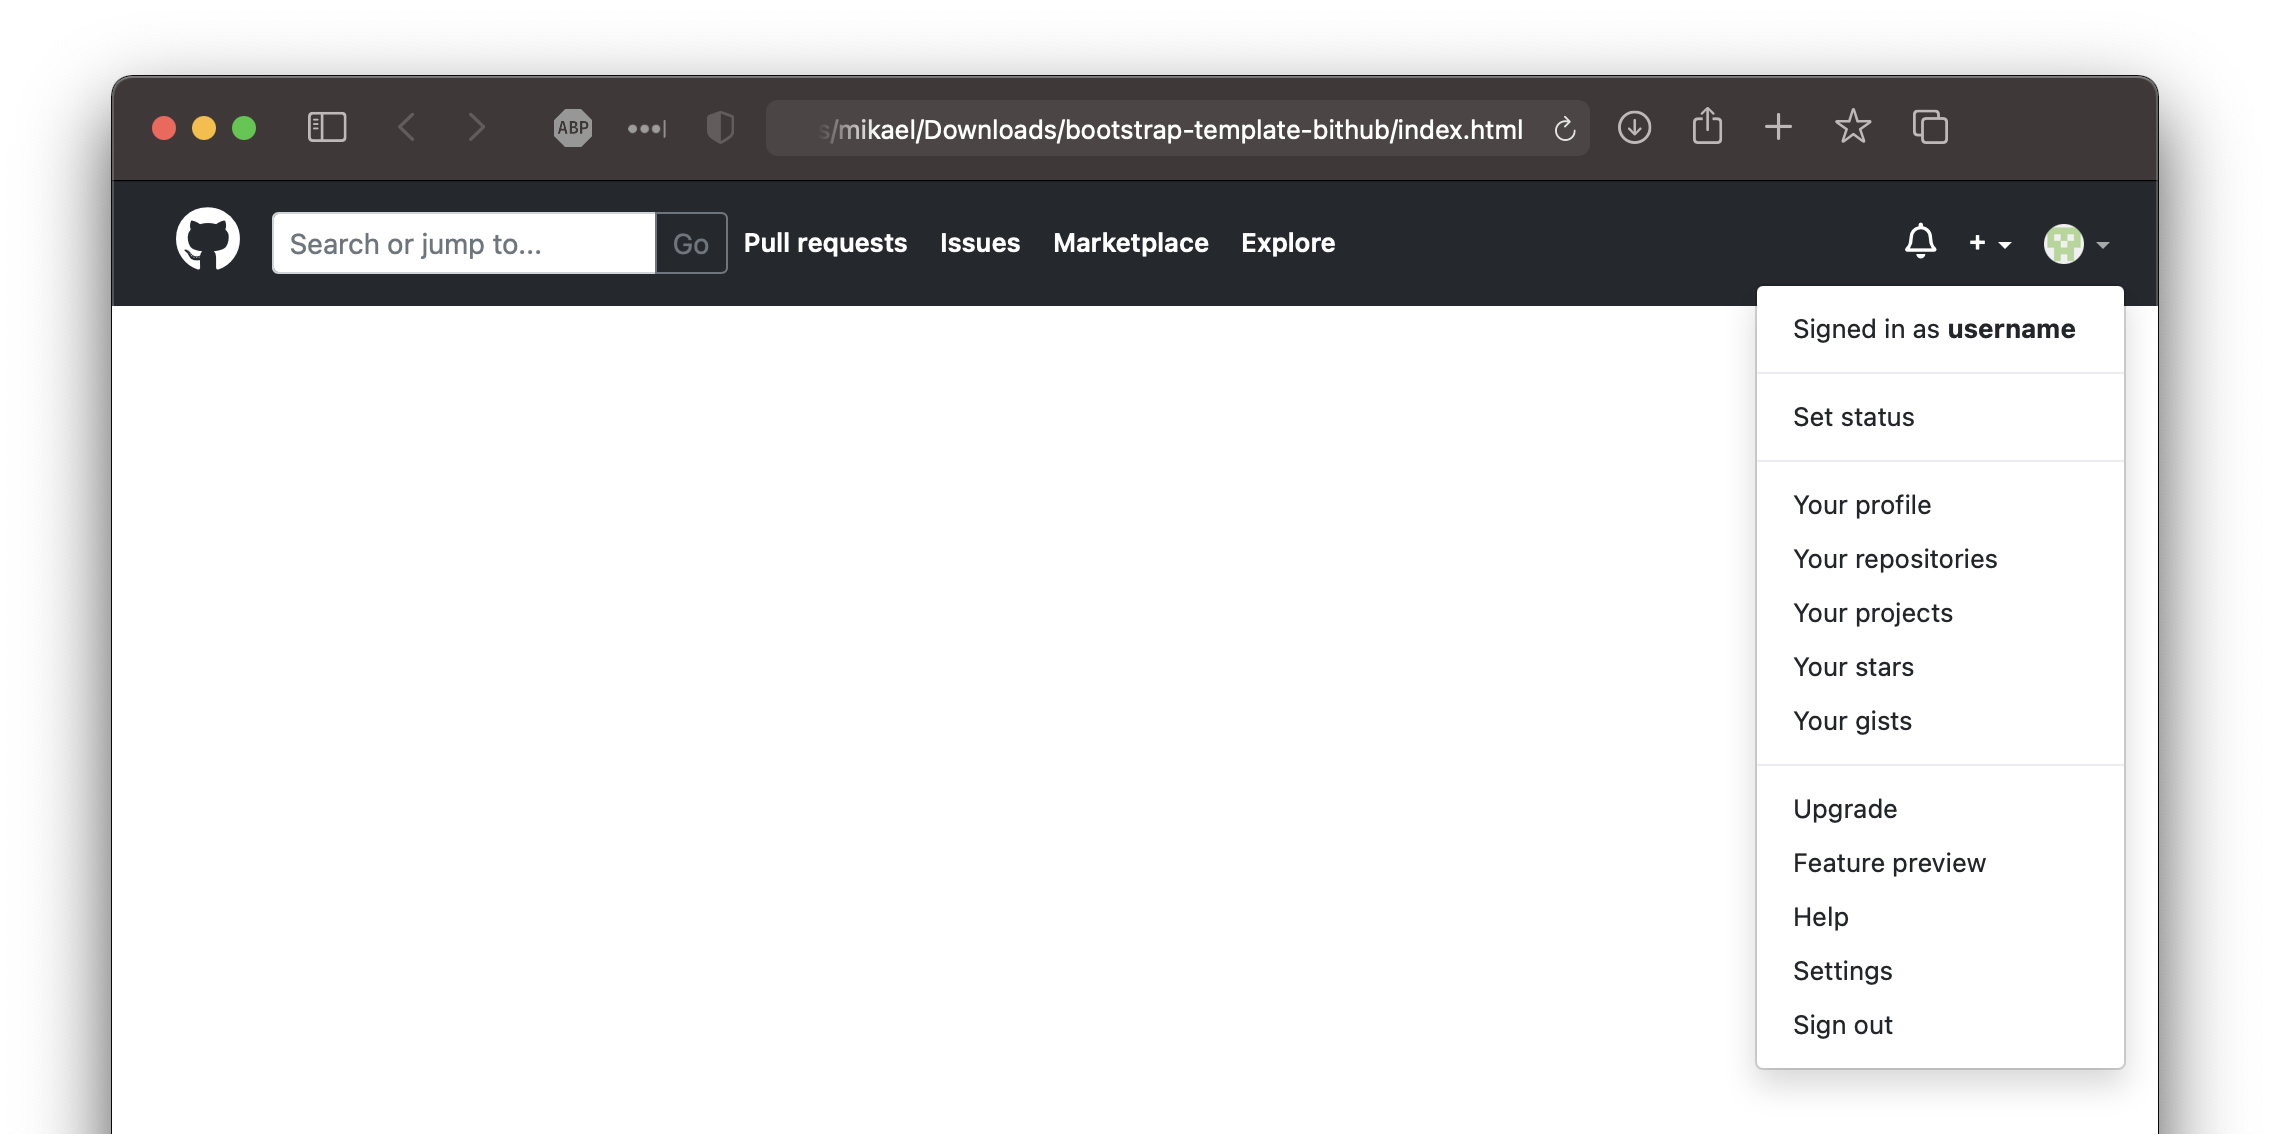 ABP
/mikael/Downloads/bootstrap-template-bithub/index.html
Search or jump to...
Go
Pull requests
Issues
Marketplace
Explore
+
Signed in as username
Set status
Your profile
Your repositories
Your projects
Your stars
Your gists
Upgrade
Feature preview
Help
Settings
Sign out